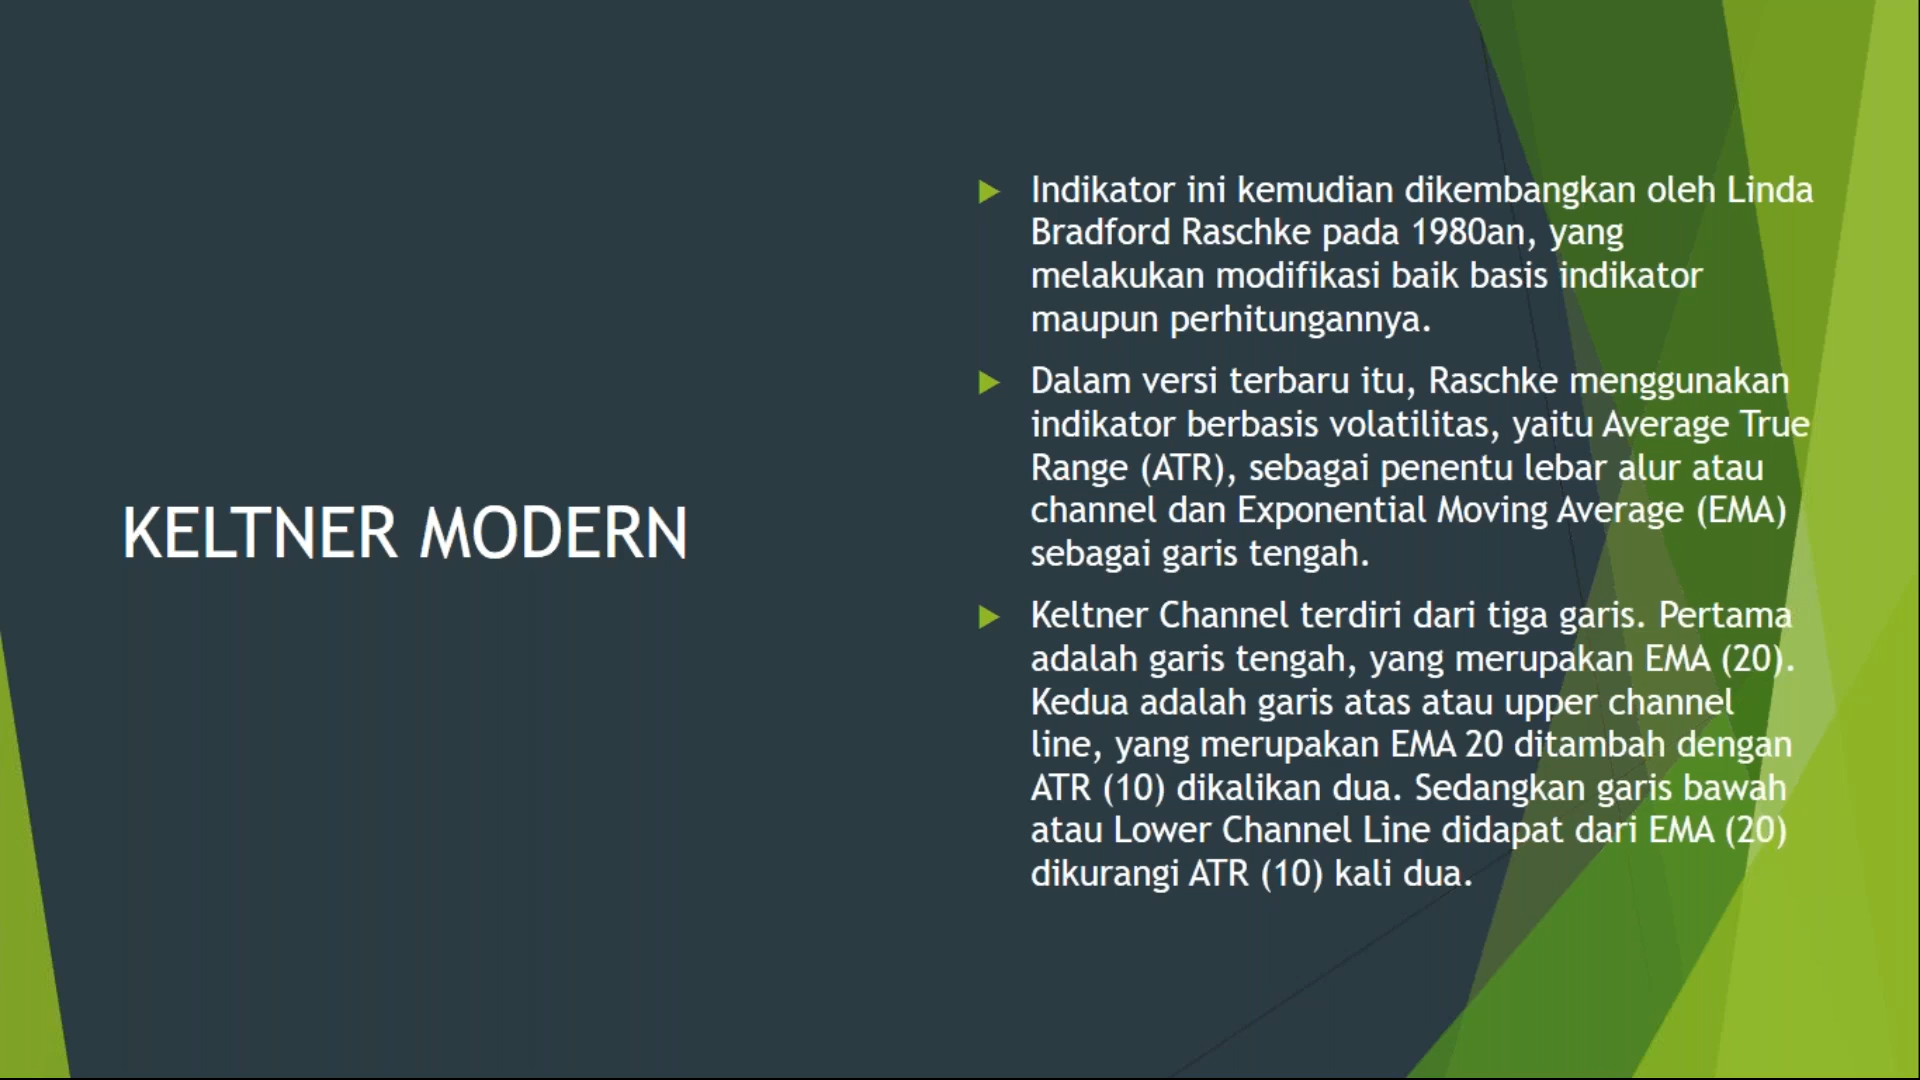 KELTNER MODERN
Indikator ini kemudian dikembangkan oleh Linda
Bradford Raschke pada 1980an, yang
melakukan modifikasi baik basis indikator
maupun perhitungannya.
Dalam versi terbaru itu, Raschke menggunakan
indikator berbasis volatilitas, yaitu Average True
Range (ATR), sebagai penentu lebar alur atau
channel dan Exponential Moving Average (EMA)
sebagai garis tengah.
Keltner Channel terdiri dari tiga garis. Pertama
adalah garis tengah, yang merupakan EMA (20).
Kedua adalah garis atas atau upper channel
line, yang merupakan EMA 20 ditambah dengan
ATR (10) dikalikan dua. Sedangkan garis bawah
atau Lower Channel Line didapat dari EMA (20)
dikurangi ATR (10) kali dua.